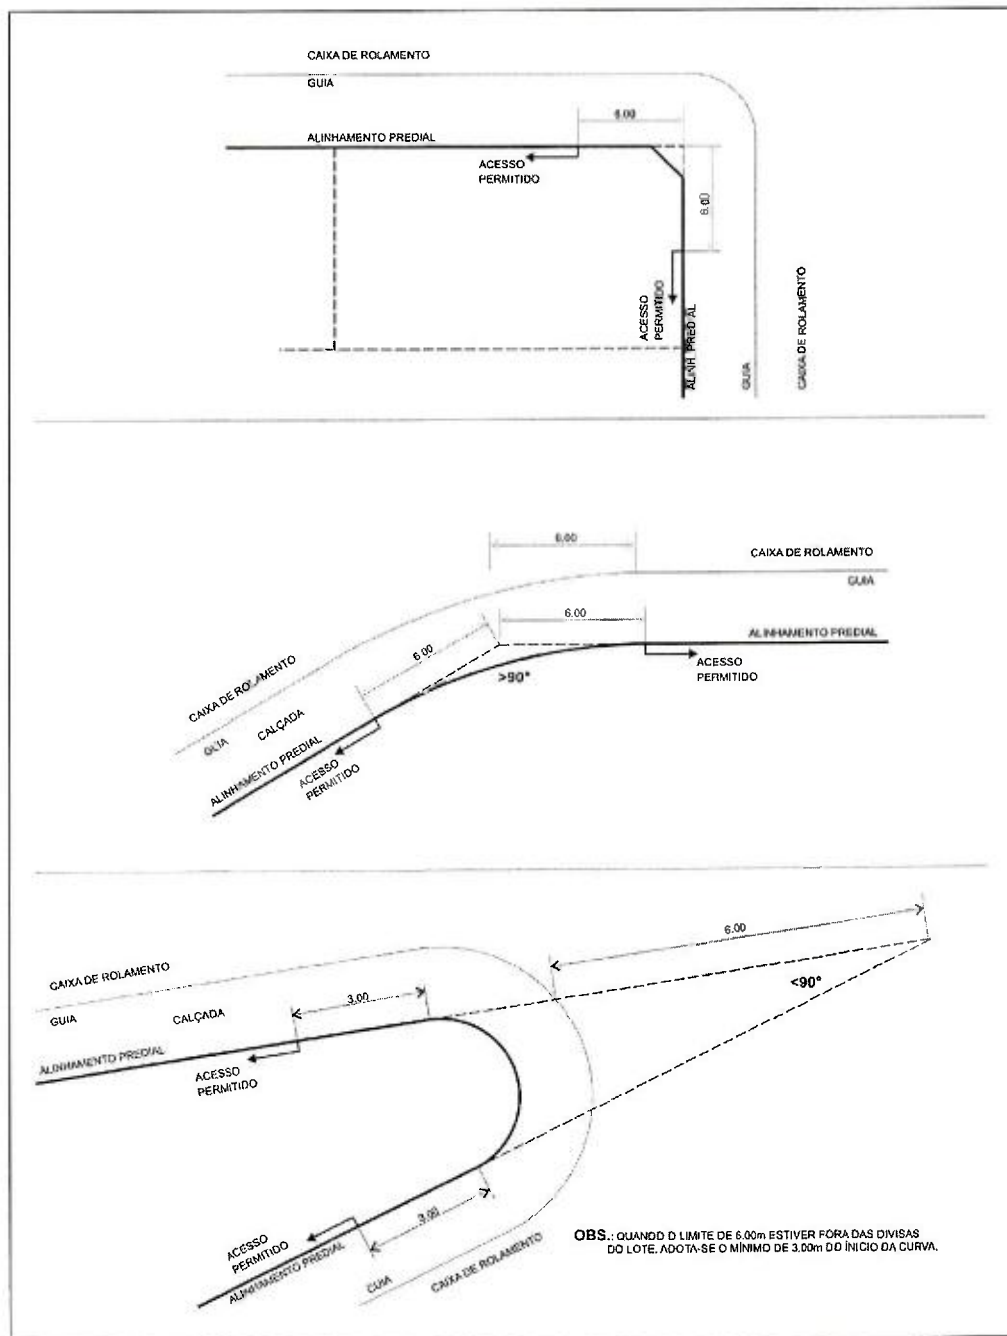 CAIXA DE ROLAMENTO
GUIA
6.00
ALINHAMENTO PREDIAL
ACESSO
PERMITIDO
6.00
ACESSO
PERMITIDO
ALINH. PREDIAL
GUIA
CAIXA DE ROLAMENTO
6.00
CAIXA DE ROLAMENTO
GUIA
6.00
ALINHAMENTO PREDIAL
6.00
ACESSO
PERMITIDO
>90°
CAIXA DE ROLAMENTO
GUIA
CALÇADA
ALINHAMENTO PREDIAL
ACESSO
PERMITIDO
6.00
<90°
CAIXA DE ROLAMENTO
3.00
GUIA
CALÇADA
ALINHAMENTO PREDIAL
ACESSO
PERMITIDO
3.00
ACESSO
PERMITIDO
ALINHAMENTO PREDIAL
GUIA
CAIXA DE ROLAMENTO
OBS.: QUANDO O LIMITE DE 6.00m ESTIVER FORA DAS DIVISAS
DO LOTE. ADOTA-SE O MÍNIMO DE 3.00m DO ÍNICIO DA CURVA.